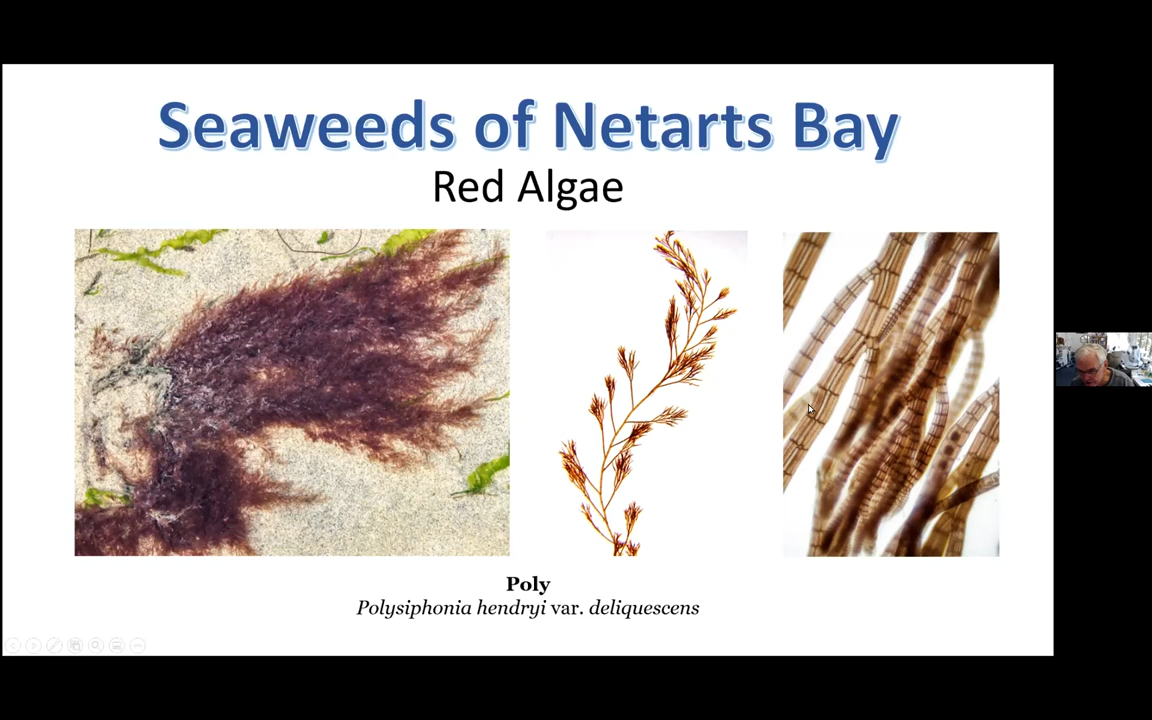 Seaweeds of Netarts Bay
Red Algae
Poly
Polysiphonia hendryi var. deliquescens